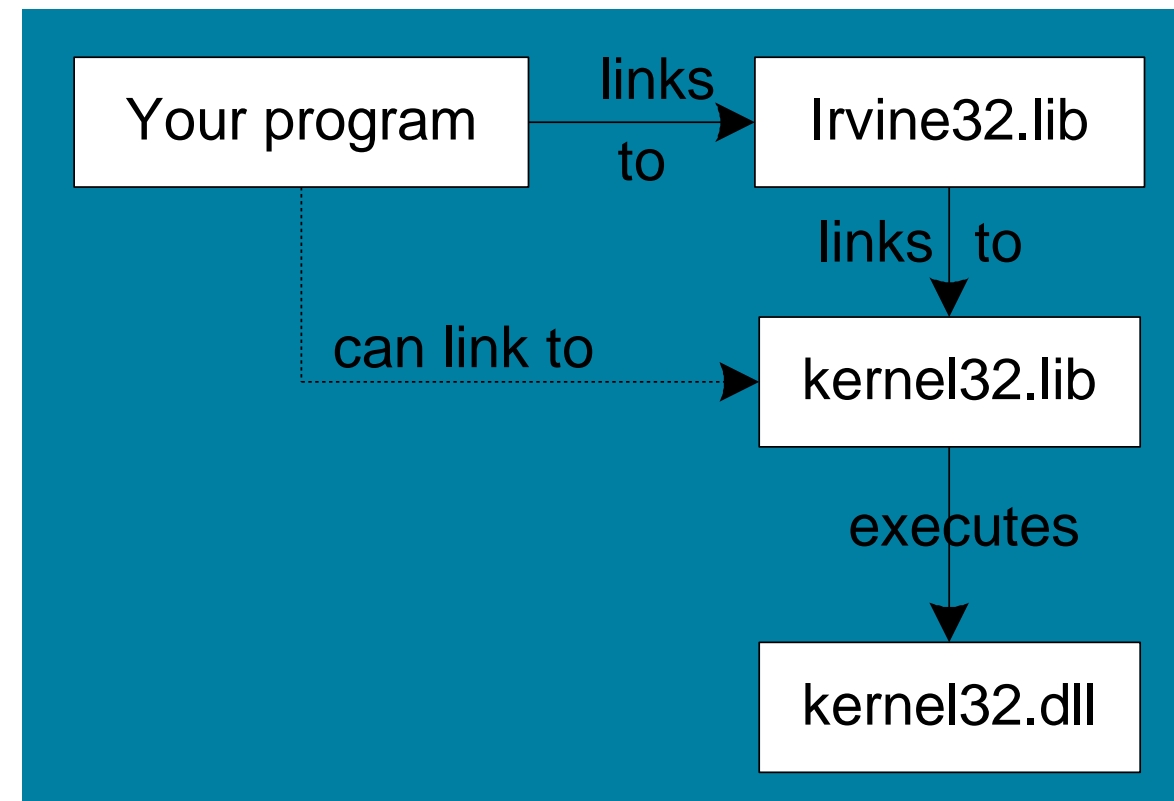 Your program
links
to
Irvine32.lib
links to
can link to
kernel32.lib
executes
kernel32.dll